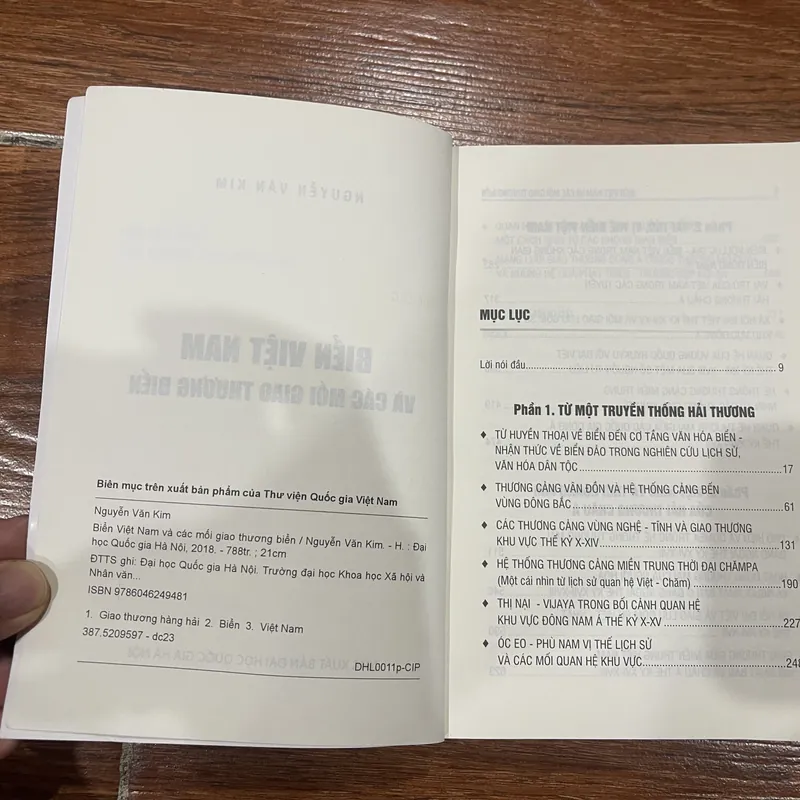 Biên mục trên xuất bản phẩm của Thư viện Quốc gia Việt Nam
Nguyễn Văn Kim
Biển Việt Nam và các mối giao thương biển / Nguyễn Văn Kim. - H. : Đại
học Quốc gia Hà Nội, 2018. - 788tr. ; 21cm
ĐTTS ghi: Đại học Quốc gia Hà Nội. Trường đại học Khoa học Xã hội và
Nhân văn...
ISBN 9786046249481
1. Giao thương hàng hải 2. Biển 3. Việt Nam
387.5209597 - dc23
DHL0011p-CIP
MỤC LỤC
Lời nói đầu.......... 9
Phần 1. TỪ MỘT TRUYỀN THỐNG HẢI THƯƠNG
♦ TỪ HUYỀN THOẠI VỀ BIỂN ĐẾN CƠ TẦNG VĂN HÓA BIỂN -
NHẬN THỨC VỀ BIỂN ĐẢO TRONG NGHIÊN CỨU LỊCH SỬ,
VĂN HÓA DÂN TỘC.......... 17
♦ THƯƠNG CẢNG VÂN ĐỒN VÀ HỆ THỐNG CẢNG BẾN
VÙNG ĐÔNG BẮC.......... 61
♦ CÁC THƯƠNG CẢNG VÙNG NGHỆ - TĨNH VÀ GIAO THƯƠNG
KHU VỰC THẾ KỶ X-XIV.......... 131
♦ HỆ THỐNG THƯƠNG CẢNG MIỀN TRUNG THỜI ĐẠI CHĂMPA
(Một cái nhìn từ lịch sử quan hệ Việt - Chăm).......... 190
♦ THỊ NẠI - VIJAYA TRONG BỐI CẢNH QUAN HỆ
KHU VỰC ĐÔNG NAM Á THẾ KỶ X-XV.......... 227
♦ ÓC EO - PHÙ NAM VỊ THẾ LỊCH SỬ
VÀ CÁC MỐI QUAN HỆ KHU VỰC.......... 248